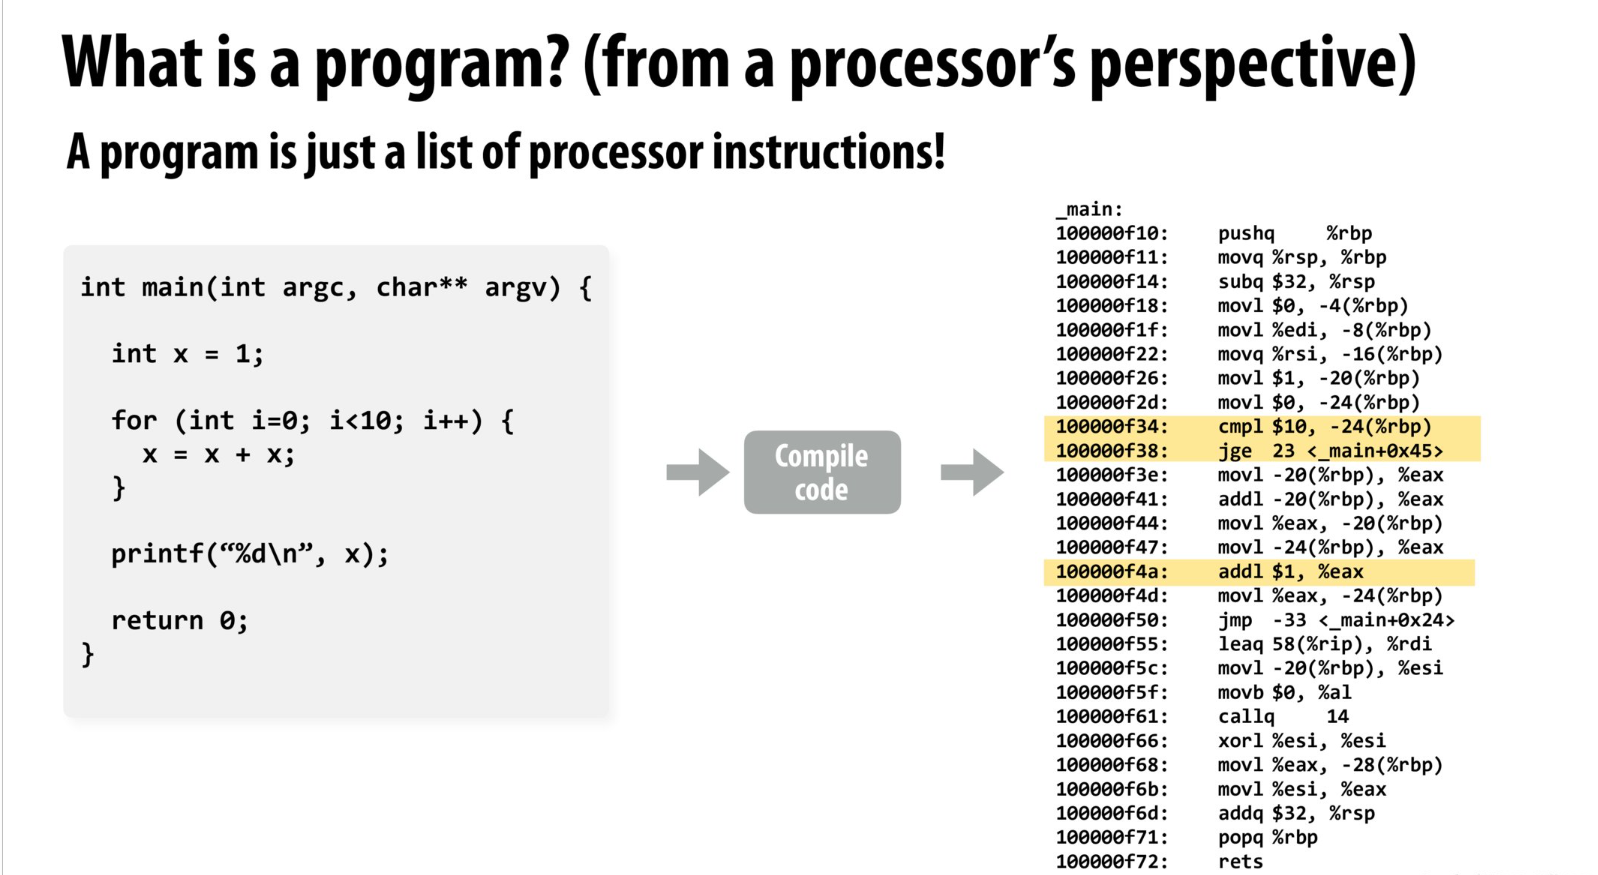 What is a program? (from a processor’s perspective)
A program is just a list of processor instructions!
int main(int argc, char** argv) {
int x = 1;
for (int i=0; i<10; i++) {
x = x + x;
}
printf(“%d\n”, x);
return 0;
}
Compile
code
_main:
100000f10: pushq %rbp
100000f11: movq %rsp, %rbp
100000f14: subq $32, %rsp
100000f18: movl $0, -4(%rbp)
100000f1f: movl %edi, -8(%rbp)
100000f22: movq %rsi, -16(%rbp)
100000f26: movl $1, -20(%rbp)
100000f2d: movl $0, -24(%rbp)
100000f34: cmpl $10, -24(%rbp)
100000f38: jge 23 <_main+0x45>
100000f3e: movl -20(%rbp), %eax
100000f41: addl -20(%rbp), %eax
100000f44: movl %eax, -20(%rbp)
100000f47: movl -24(%rbp), %eax
100000f4a: addl $1, %eax
100000f4d: movl %eax, -24(%rbp)
100000f50: jmp -33 <_main+0x24>
100000f55: leaq 58(%rip), %rdi
100000f5c: movl -20(%rbp), %esi
100000f5f: movb $0, %al
100000f61: callq 14
100000f66: xorl %esi, %esi
100000f68: movl %eax, -28(%rbp)
100000f6b: movl %esi, %eax
100000f6d: addq $32, %rsp
100000f71: popq %rbp
100000f72: rets